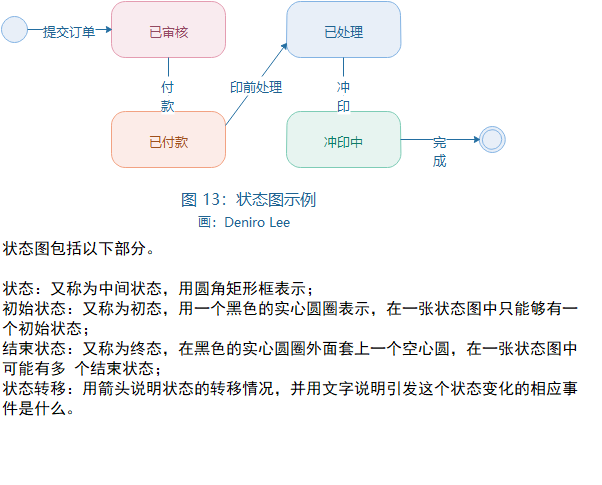 提交订单
已审核
已处理
付
款
印前处理
冲
印
已付款
冲印中
完
成
图 13：状态图示例
画：Deniro Lee
状态图包括以下部分。
状态：又称为中间状态，用圆角矩形框表示；
初始状态：又称为初态，用一个黑色的实心圆圈表示，在一张状态图中只能够有一
个初始状态；
结束状态：又称为终态，在黑色的实心圆圈外面套上一个空心圆，在一张状态图中
可能有多 个结束状态；
状态转移：用箭头说明状态的转移情况，并用文字说明引发这个状态变化的相应事
件是什么。